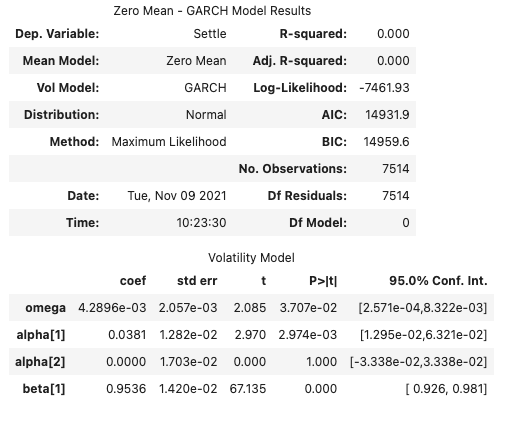 Zero Mean - GARCH Model Results
Dep. Variable: Settle R-squared: 0.000
Mean Model: Zero Mean Adj. R-squared: 0.000
Vol Model: GARCH Log-Likelihood: -7461.93
Distribution: Normal AIC: 14931.9
Method: Maximum Likelihood BIC: 14959.6
No. Observations: 7514
Date: Tue, Nov 09 2021 Df Residuals: 7514
Time: 10:23:30 Df Model: 0
Volatility Model
coef std err t P>|t| 95.0% Conf. Int.
omega 4.2896e-03 2.057e-03 2.085 3.707e-02 [2.571e-04,8.322e-03]
alpha[1] 0.0381 1.282e-02 2.970 2.974e-03 [1.295e-02,6.321e-02]
alpha[2] 0.0000 1.703e-02 0.000 1.000 [-3.338e-02,3.338e-02]
beta[1] 0.9536 1.420e-02 67.135 0.000 [ 0.926, 0.981]